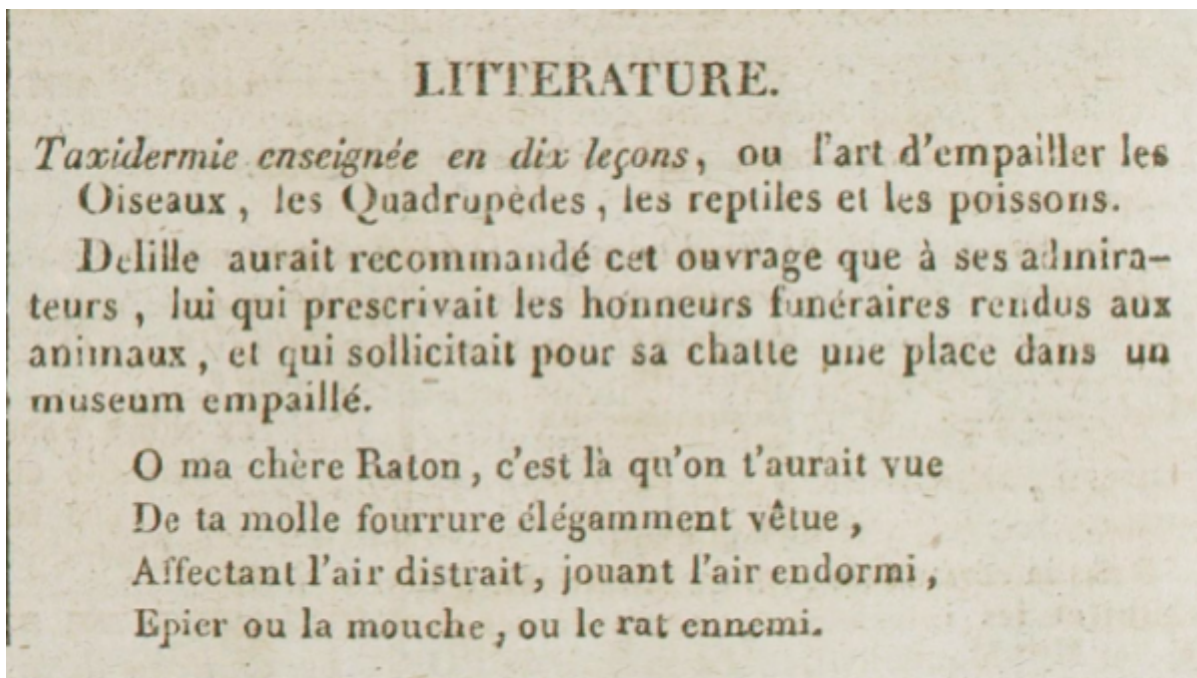 LITTERATURE.
Taxidermie enseignée en dix leçons, ou l'art d'empailler les
Oiseaux, les Quadrupèdes, les reptiles et les poissons.
Delille aurait recommandé cet ouvrage que à ses admira-
teurs, lui qui prescrivait les honneurs funéraires rendus aux
animaux, et qui sollicitait pour sa chatte une place dans un
museum empaillé.
O ma chère Raton, c'est là qu'on t'aurait vue
De ta molle fourrure élégamment vêtue,
Affectant l'air distrait, jouant l'air endormi,
Epier ou la mouche, ou le rat ennemi.